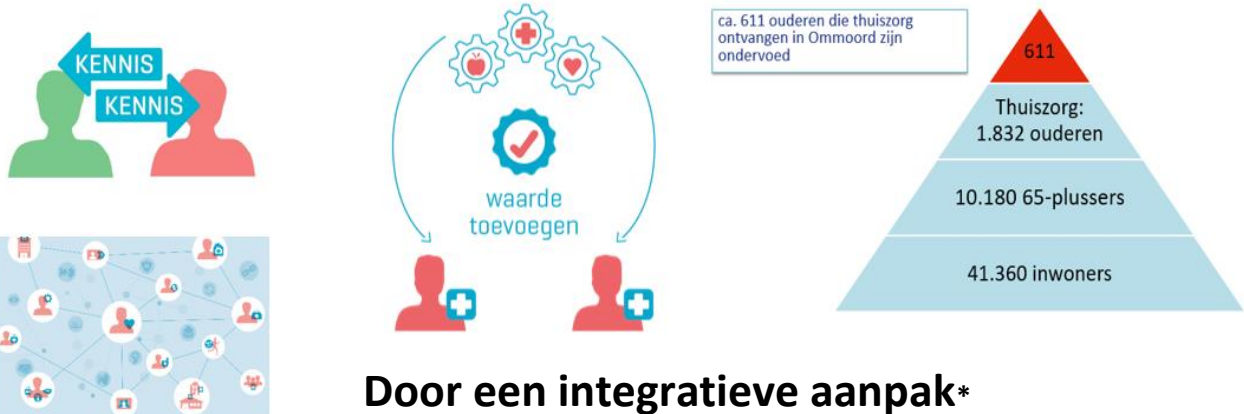 KENNIS
KENNIS
waarde
toevoegen
ca. 611 ouderen die thuiszorg
ontvangen in Ommoord zijn
ondervoed
611
Thuiszorg:
1.832 ouderen
10.180 65-plussers
41.360 inwoners
Door een integratieve aanpak*